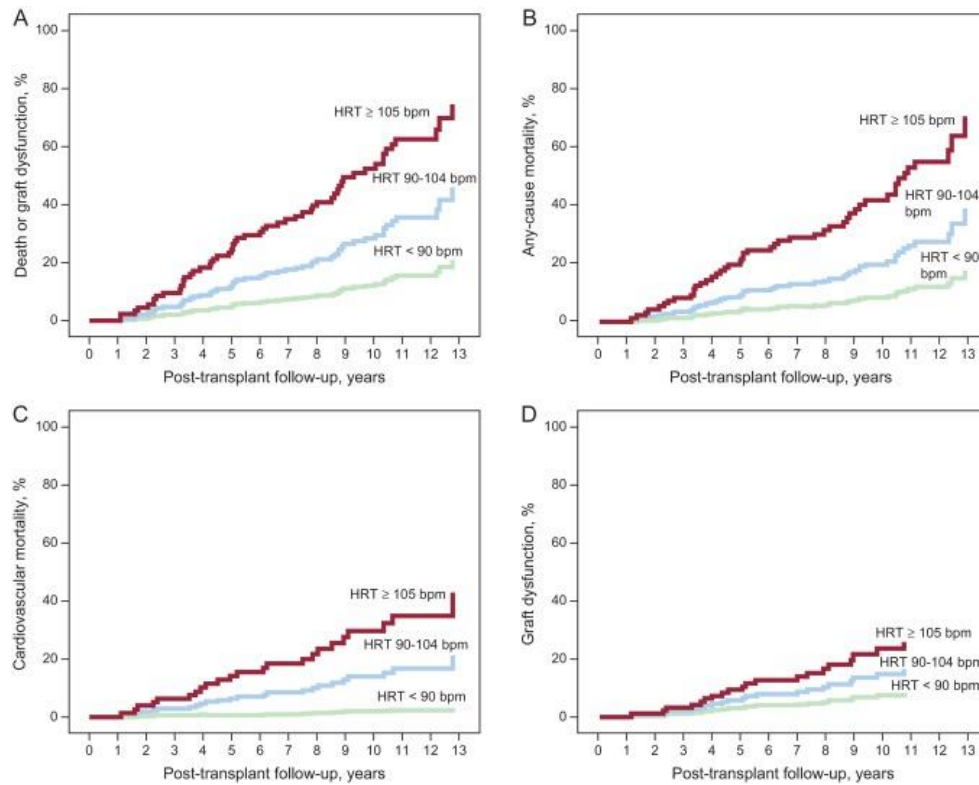 A
Death or graft dysfunction, %
100
80
60
40
20
0
HRT ≥ 105 bpm
HRT 90-104 bpm
HRT < 90 bpm
0 1 2 3 4 5 6 7 8 9 10 11 12 13
Post-transplant follow-up, years
B
Any-cause mortality, %
100
80
60
40
20
0
HRT ≥ 105 bpm
HRT 90-104
bpm
HRT < 90
bpm
0 1 2 3 4 5 6 7 8 9 10 11 12 13
Post-transplant follow-up, years
C
Cardiovascular mortality, %
100
80
60
40
20
0
HRT ≥ 105 bpm
HRT 90-104 bpm
HRT < 90 bpm
0 1 2 3 4 5 6 7 8 9 10 11 12 13
Post-transplant follow-up, years
D
Graft dysfunction, %
100
80
60
40
20
0
HRT ≥ 105 bpm
HRT 90-104 bpm
HRT < 90 bpm
0 1 2 3 4 5 6 7 8 9 10 11 12 13
Post-transplant follow-up, years